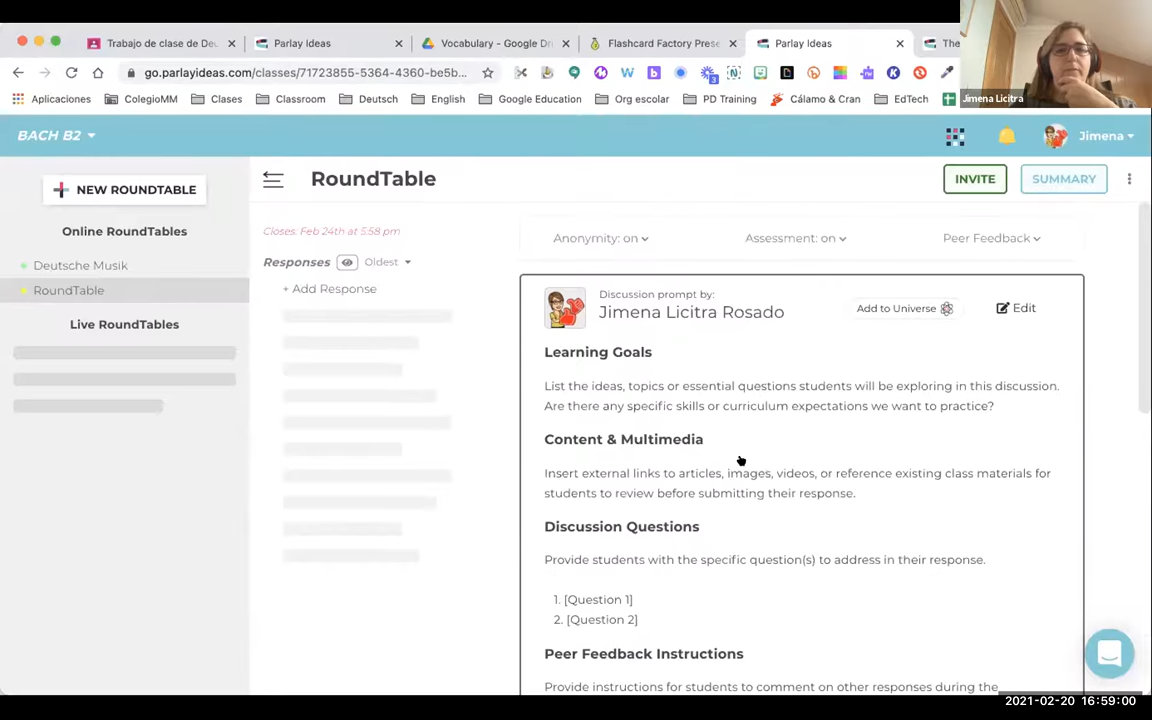 Trabajo de clase de Deu
Parlay Ideas
Vocabulary - Google Dr
Flashcard Factory Prese
Parlay Ideas
The
go.parlayideas.com/classes/71723855-5364-4360-be5b...
Aplicaciones
ColegioMM
Clases
Classroom
Deutsch
English
Google Education
Org escolar
PD Training
Cálamo & Cran
EdTech
Jimena Licitra
BACH B2
Jimena
NEW ROUNDTABLE
RoundTable
INVITE
SUMMARY
Online RoundTables
Deutsche Musik
RoundTable
Live RoundTables
Closes: Feb 24th at 5:58 pm
Responses
Oldest
+ Add Response
Anonymity: on
Assessment: on
Peer Feedback
Discussion prompt by:
Jimena Licitra Rosado
Add to Universe
Edit
Learning Goals
List the ideas, topics or essential questions students will be exploring in this discussion.
Are there any specific skills or curriculum expectations we want to practice?
Content & Multimedia
Insert external links to articles, images, videos, or reference existing class materials for
students to review before submitting their response.
Discussion Questions
Provide students with the specific question(s) to address in their response.
1. [Question 1]
2. [Question 2]
Peer Feedback Instructions
Provide instructions for students to comment on other responses during the
2021-02-20 16:59:00